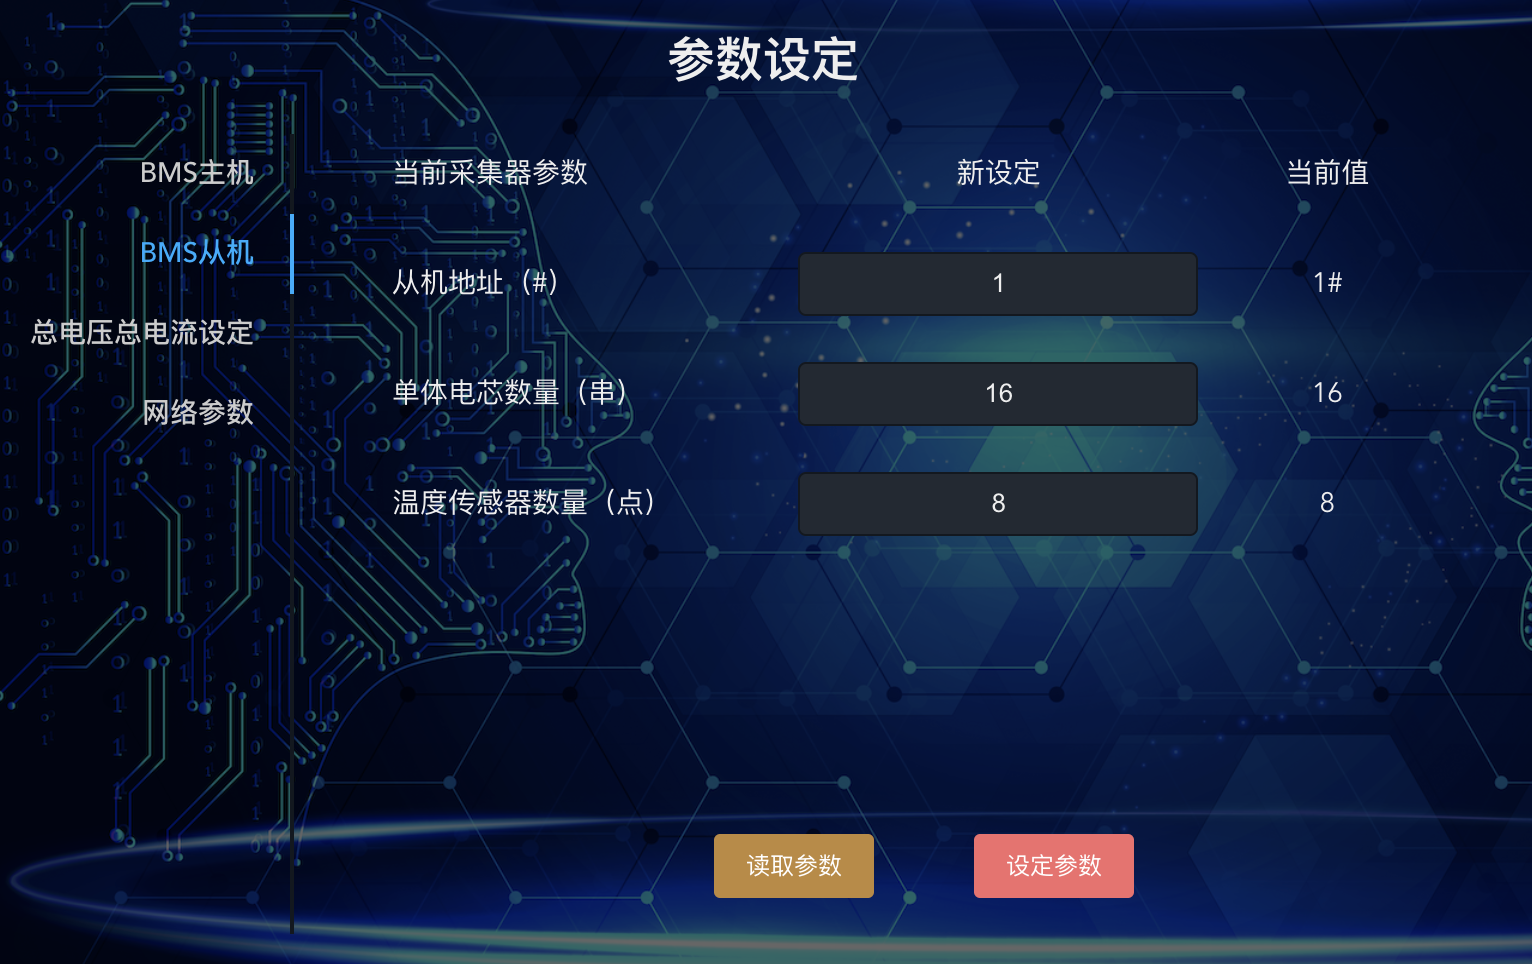 参数设定
BMS主机
BMS从机
总电压总电流设定
网络参数
当前采集器参数 新设定 当前值
从机地址（#） 1 1#
单体电芯数量（串） 16 16
温度传感器数量（点） 8 8
读取参数 设定参数